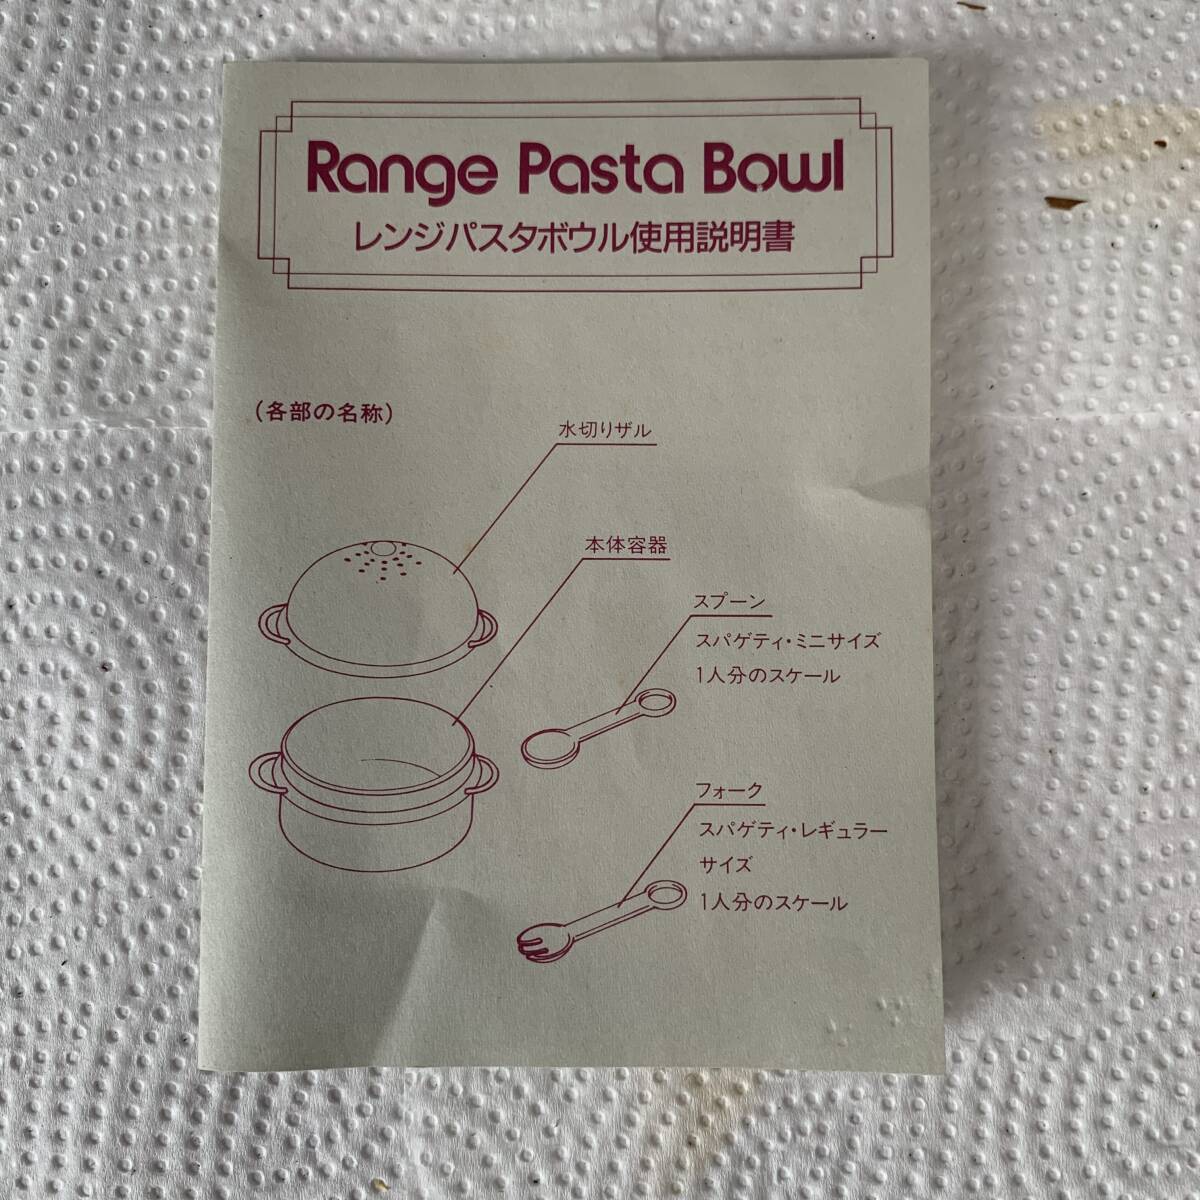 Range Pasta Bowl
レンジパスタボウル使用説明書
(各部の名称)
水切りザル
本体容器
スプーン
スパゲティ・ミニサイズ
1人分のスケール
フォーク
スパゲティ・レギュラー
サイズ
1人分のスケール